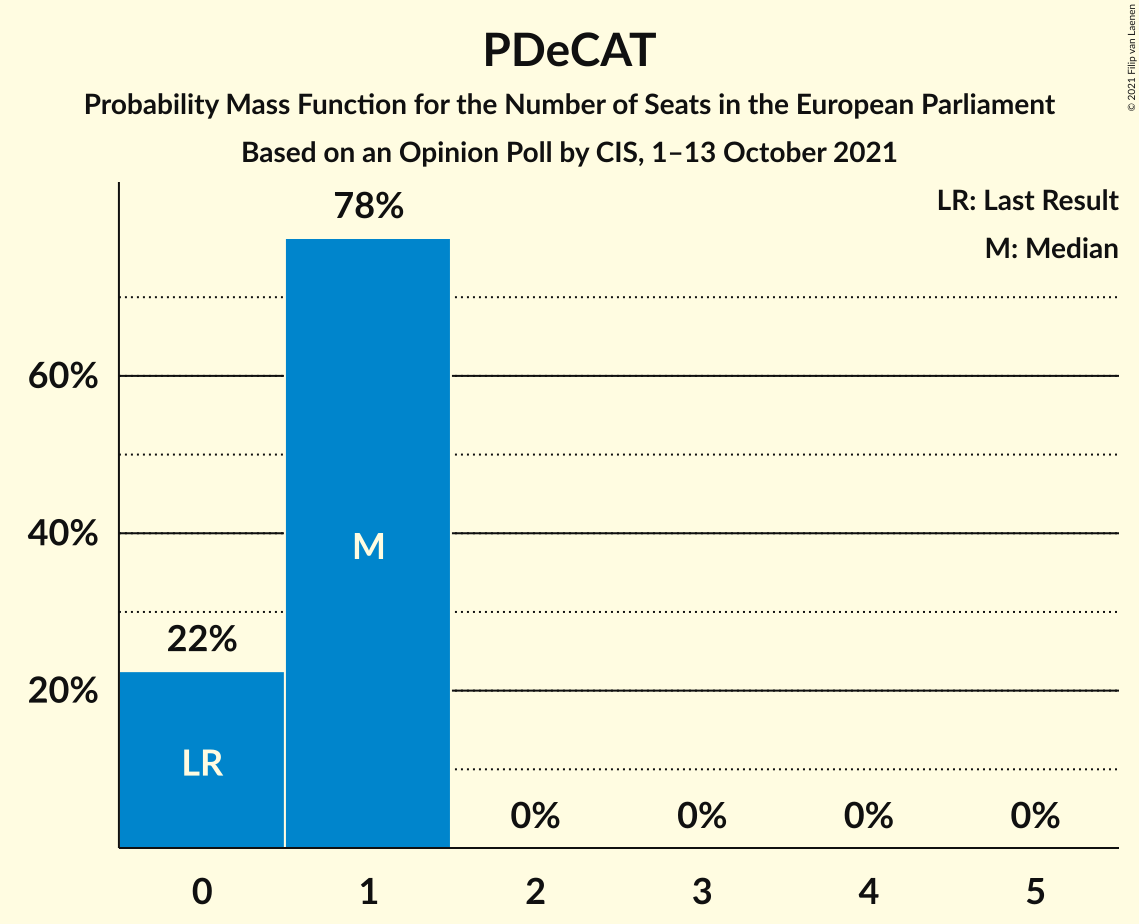 PDeCAT
Probability Mass Function for the Number of Seats in the European Parliament
Based on an Opinion Poll by CIS, 1–13 October 2021
© 2021 Filip van Laenen
LR: Last Result
M: Median
78%
60%
40%
M
22%
20%
LR
0% 0% 0% 0%
0 1 2 3 4 5